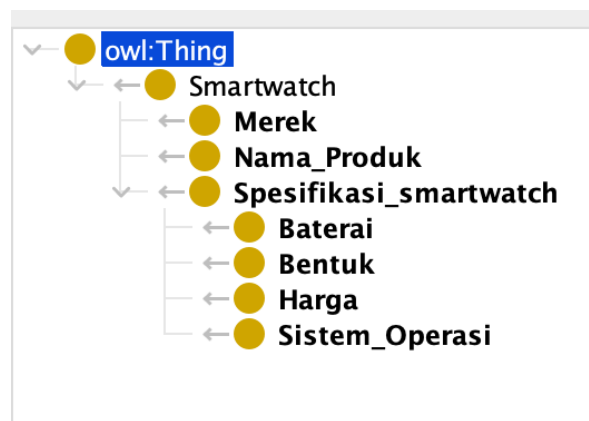 owl:Thing
Smartwatch
Merek
Nama_Produk
Spesifikasi_smartwatch
Baterai
Bentuk
Harga
Sistem_Operasi